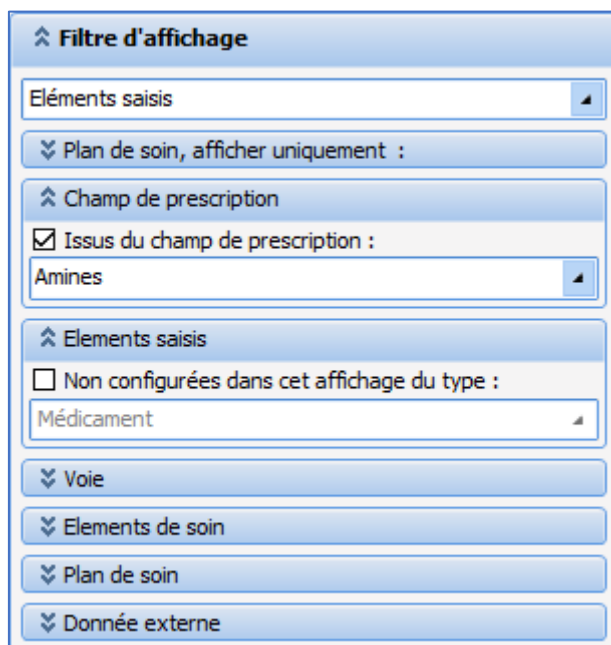 Filtre d'affichage
Eléments saisis
Plan de soin, afficher uniquement :
Champ de prescription
Issus du champ de prescription :
Amines
Elements saisis
Non configurées dans cet affichage du type :
Médicament
Voie
Elements de soin
Plan de soin
Donnée externe